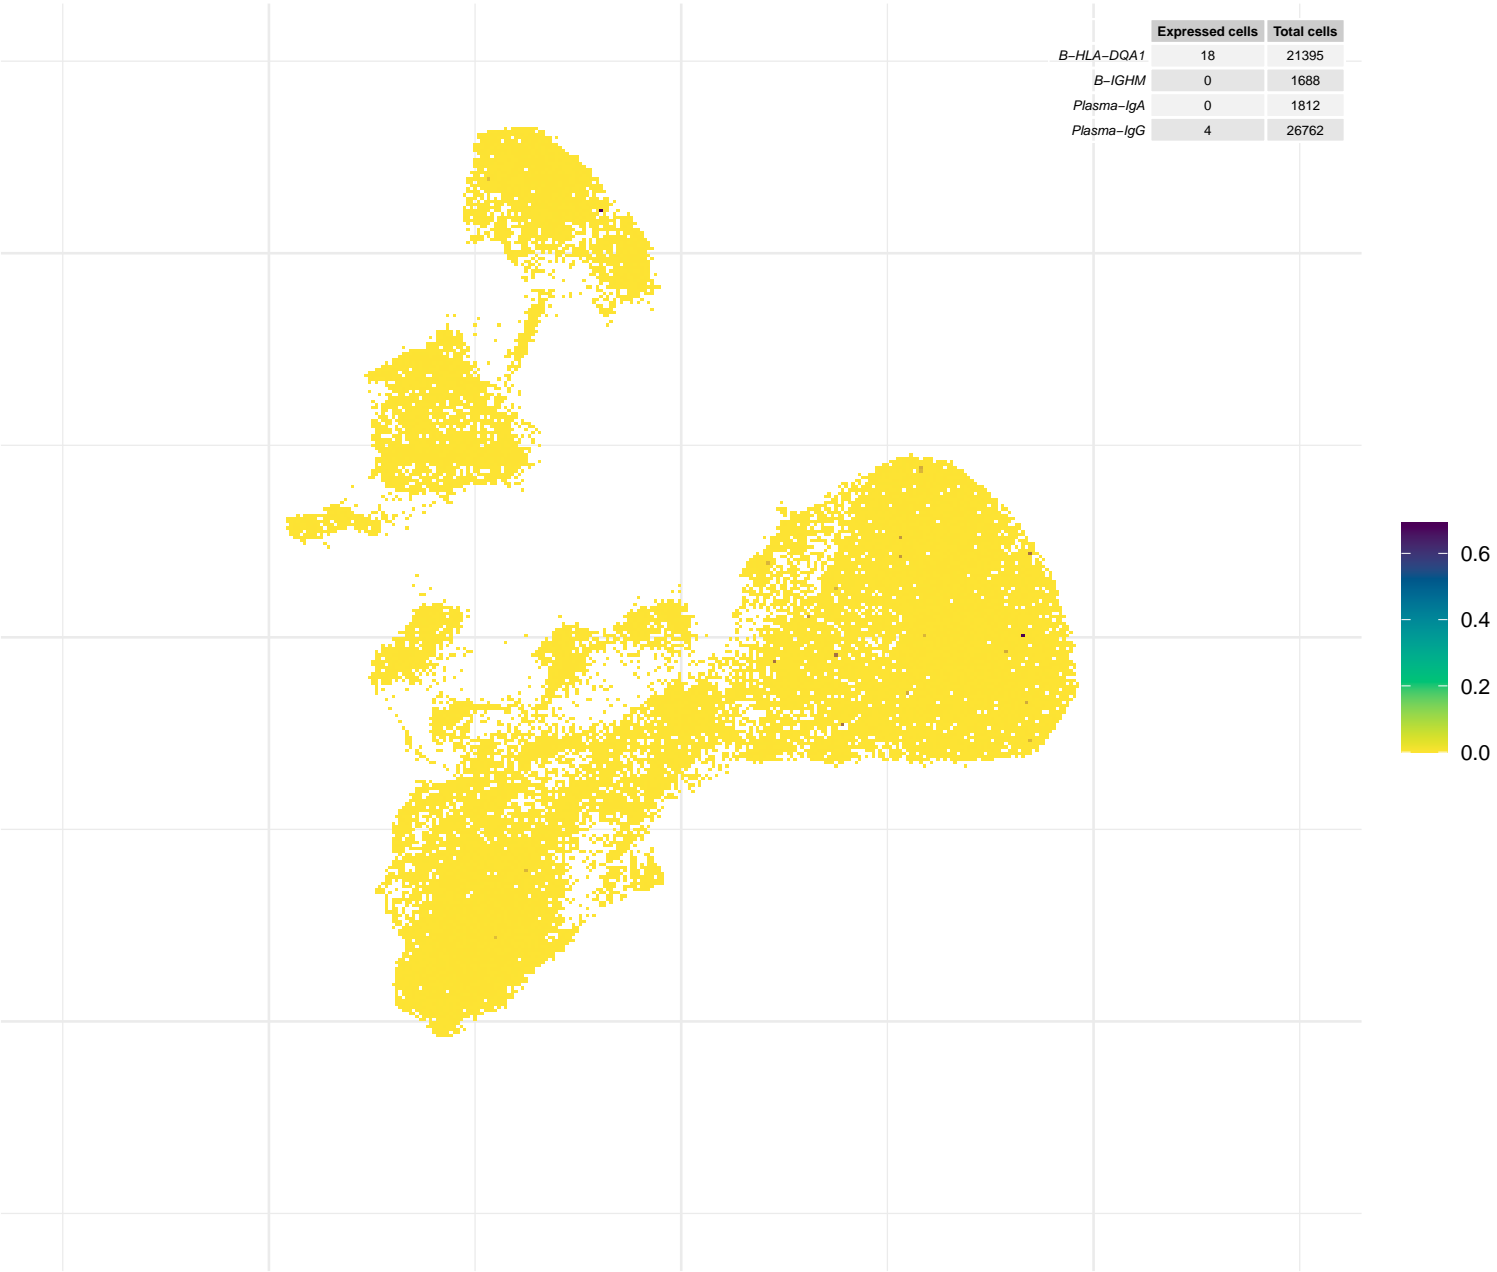 Expressed cells Total cells
B-HLA-DQA1 18 21395
B-IGHM 0 1688
Plasma-IgA 0 1812
Plasma-IgG 4 26762
0.6
0.4
0.2
0.0